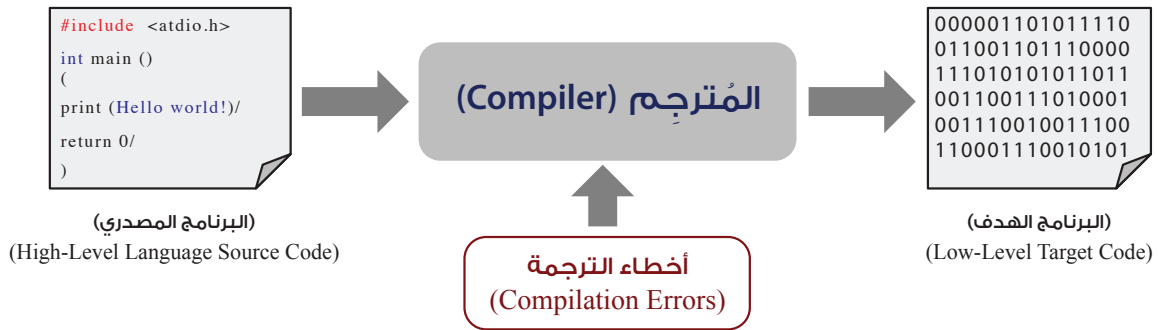 #include <atdio.h>
int main ()
(
print (Hello world!)/
return 0/
)
(البرنامج المصدري)
(High-Level Language Source Code)
المُترجِم (Compiler)
أخطاء الترجمة
(Compilation Errors)
000001101011110
011001101110000
111010101011011
001100111010001
001110010011100
110001110010101
(البرنامج الهدف)
(Low-Level Target Code)